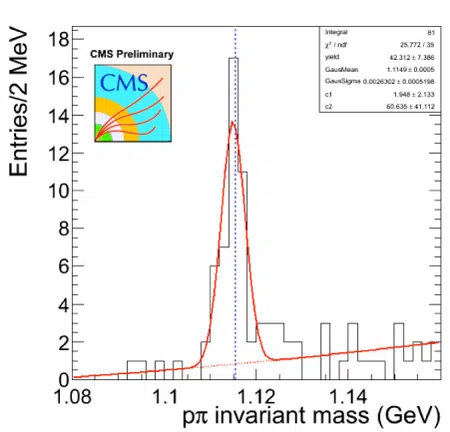 Entries/2 MeV
18
16
14
12
10
8
6
4
2
0
CMS Preliminary
CMS
Integral 81
χ² / ndf 25.772 / 35
yield 42.312 ± 7.386
GausMean 1.1149 ± 0.0005
GausSigma 0.0026302 ± 0.0005198
c1 1.948 ± 2.133
c2 60.635 ± 41.112
1.08 1.1 1.12 1.14
pπ invariant mass (GeV)